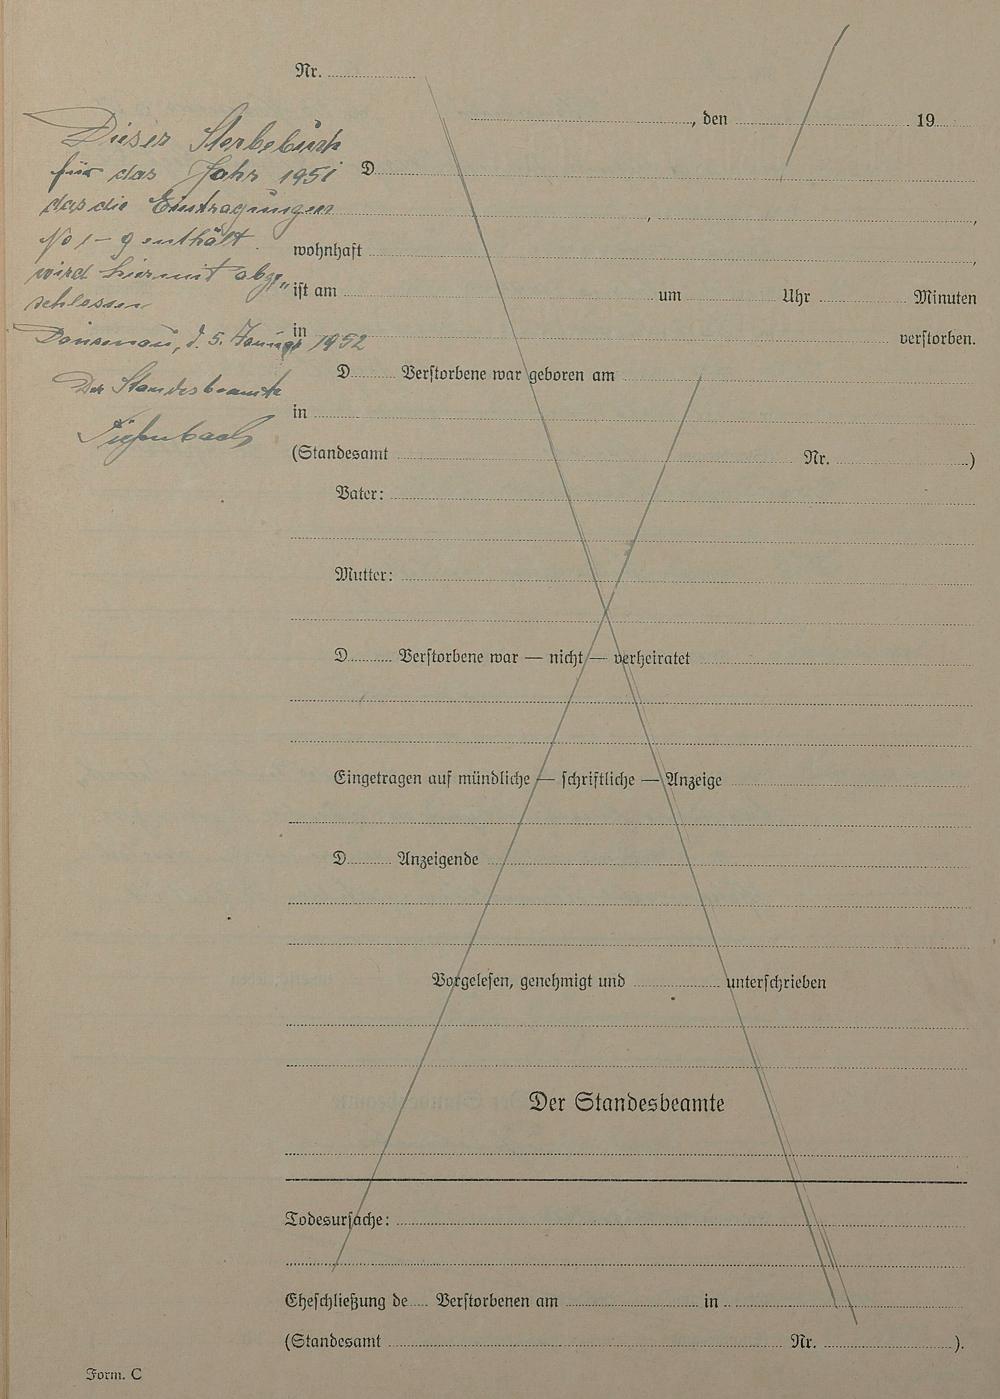 Nr.
, den 19
Dieser Sterbebuch
für das Jahr 1951
das die Eintragungen
No 1 - 9 enthält
wird hiermit abge„
schlossen
Dausenau, d. 5. Januar 1952
Der Standesbeamte
D
,
,
wohnhaft ,
ist am um Uhr Minuten
in verstorben.
D Verstorbene war geboren am
in
(Standesamt Nr. )
Vater:
Mutter:
D Verstorbene war — nicht — verheiratet
Eingetragen auf mündliche — schriftliche — Anzeige
D Anzeigende
Vorgelesen, genehmigt und unterschrieben
Der Standesbeamte
Todesursache:
Eheschließung de Verstorbenen am in
(Standesamt Nr. ).
Form. C